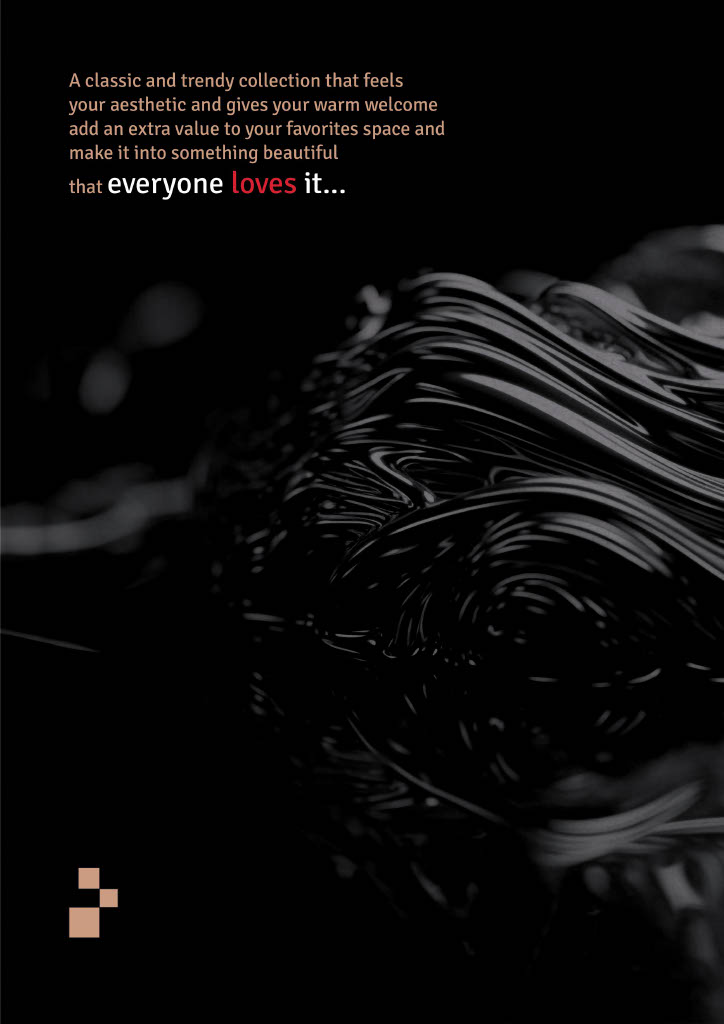 A classic and trendy collection that feels
your aesthetic and gives your warm welcome
add an extra value to your favorites space and
make it into something beautiful
that everyone loves it...